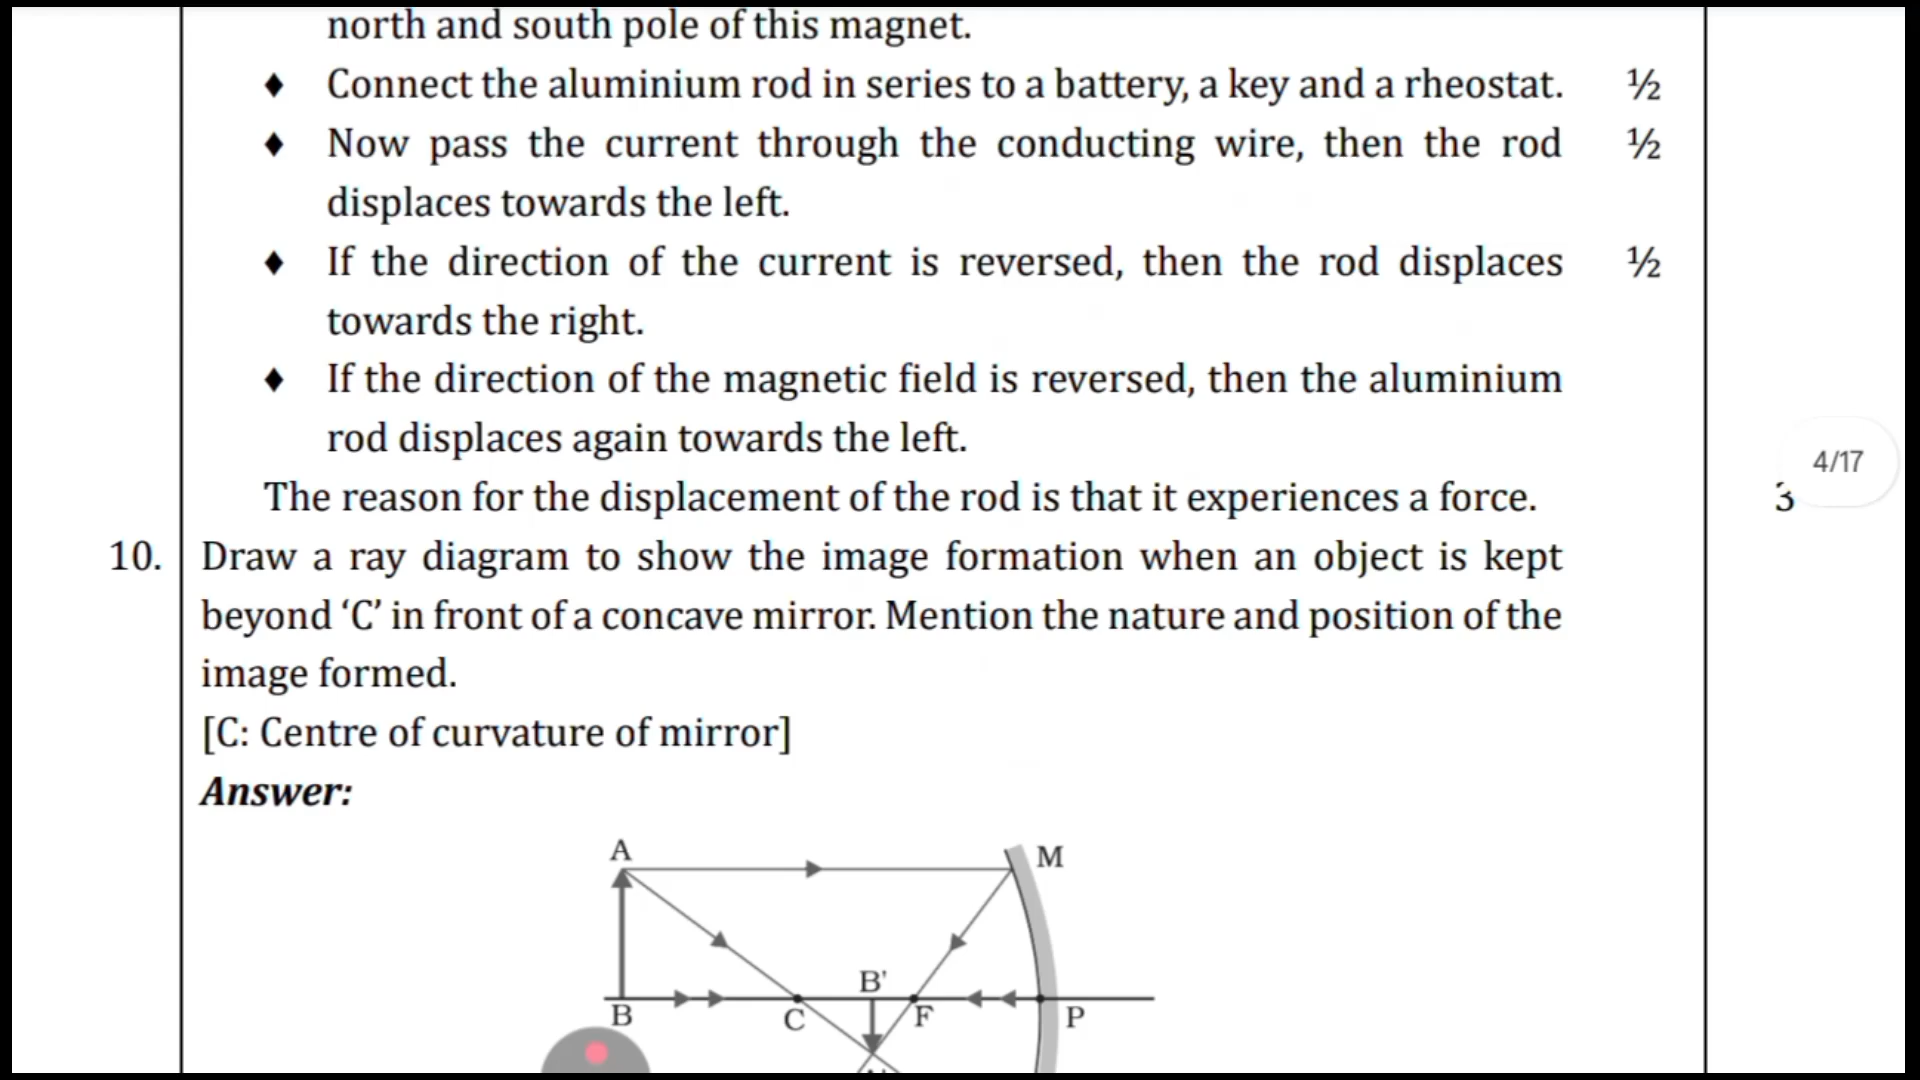 north and south pole of this magnet.
♦ Connect the aluminium rod in series to a battery, a key and a rheostat. ½
♦ Now pass the current through the conducting wire, then the rod ½
displaces towards the left.
♦ If the direction of the current is reversed, then the rod displaces ½
towards the right.
♦ If the direction of the magnetic field is reversed, then the aluminium
rod displaces again towards the left.
4/17
The reason for the displacement of the rod is that it experiences a force. 3
10. Draw a ray diagram to show the image formation when an object is kept
beyond ‘C’ in front of a concave mirror. Mention the nature and position of the
image formed.
[C: Centre of curvature of mirror]
Answer:
A M
B'
B C F P